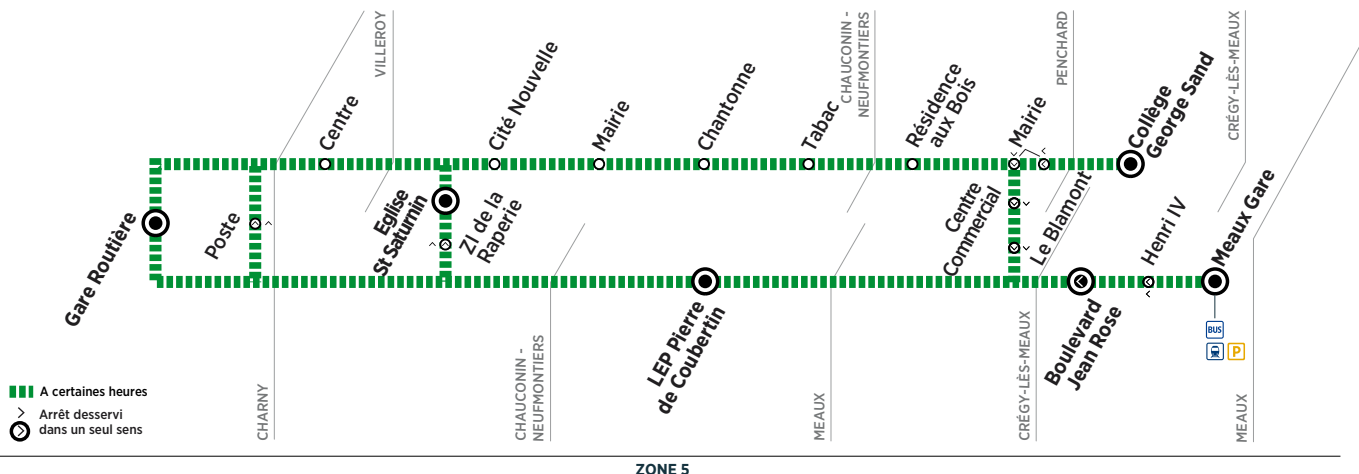 VILLEROY
CHAUCONIN -
NEUFMONTIERS
PENCHARD
CRÉGY-LÈS-MEAUX
Centre
Cité Nouvelle
Mairie
Chantonne
Tabac
Résidence
aux Bois
Mairie
Collège
George Sand
Gare Routière
Poste
Eglise
St Saturnin
ZI de la
Raperie
Centre
Commercial
Le Blamont
Henri IV
Meaux Gare
LEP Pierre
de Coubertin
Boulevard
Jean Rose
BUS
P
CHARNY
CHAUCONIN -
NEUFMONTIERS
MEAUX
CRÉGY-LÈS-MEAUX
MEAUX
A certaines heures
Arrêt desservi
dans un seul sens
ZONE 5